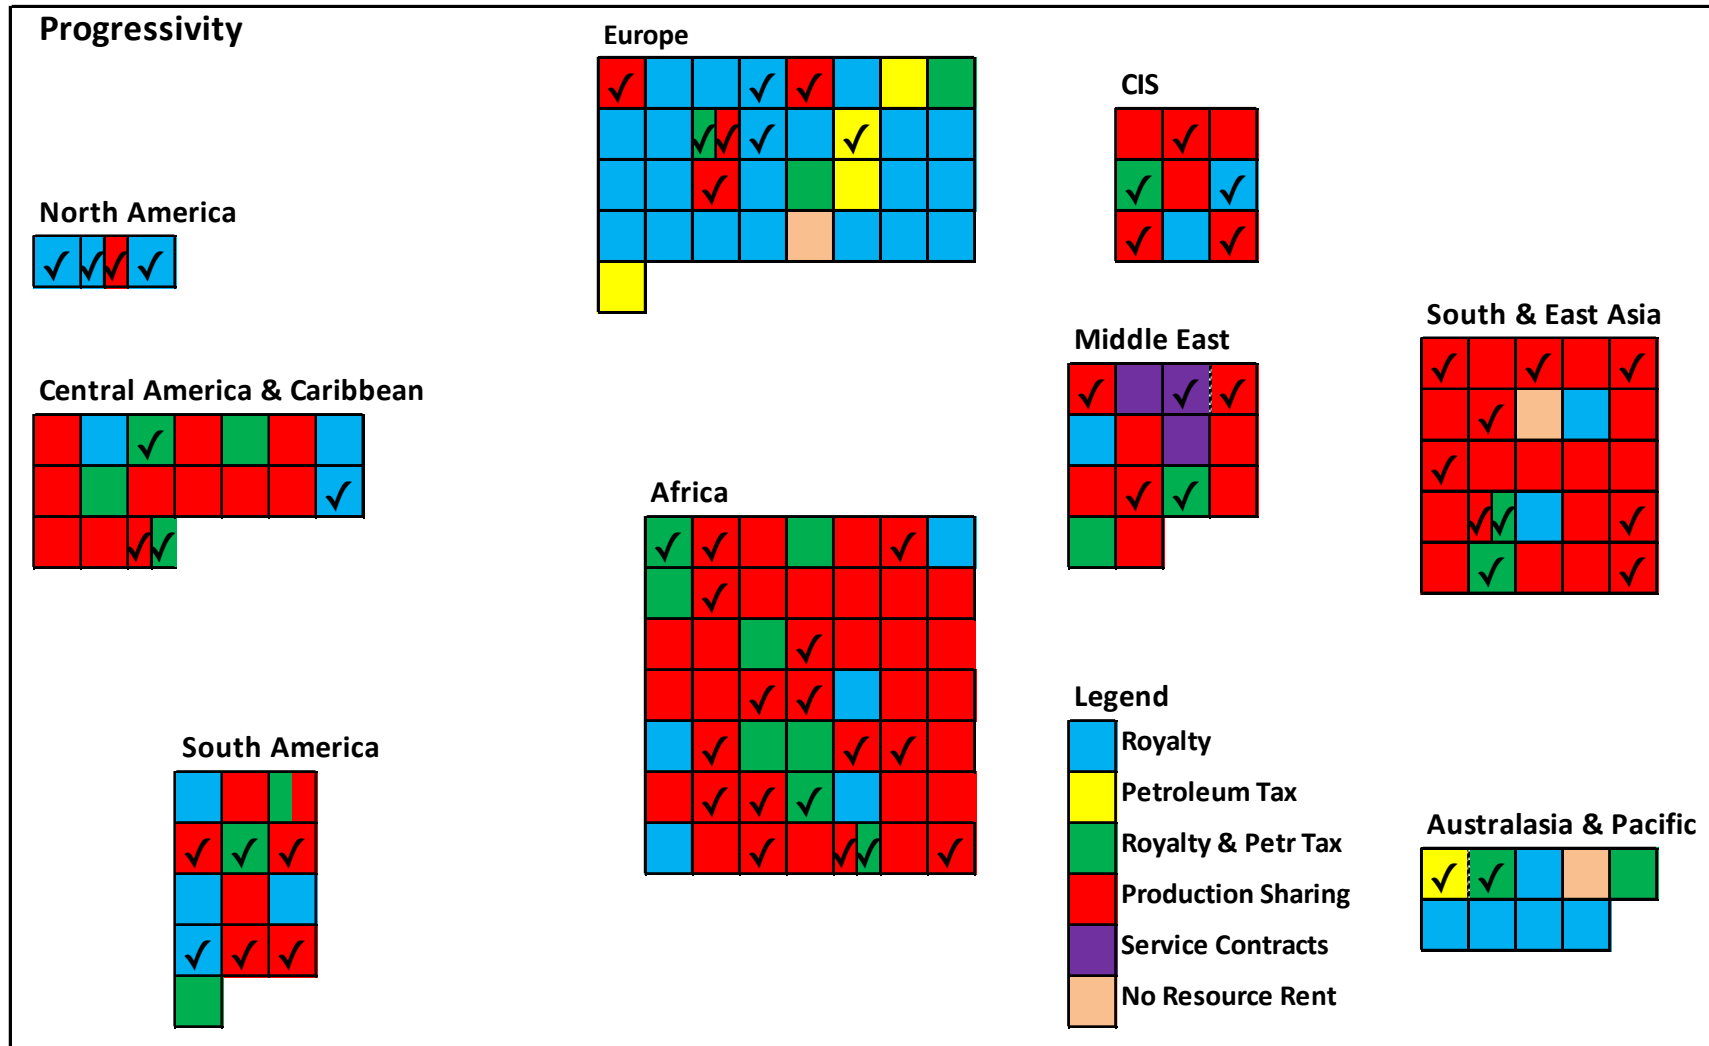 Progressivity
Europe
CIS
North America
South & East Asia
Middle East
Central America & Caribbean
Africa
Legend
Royalty
South America
Petroleum Tax
Australasia & Pacific
Royalty & Petr Tax
Production Sharing
Service Contracts
No Resource Rent